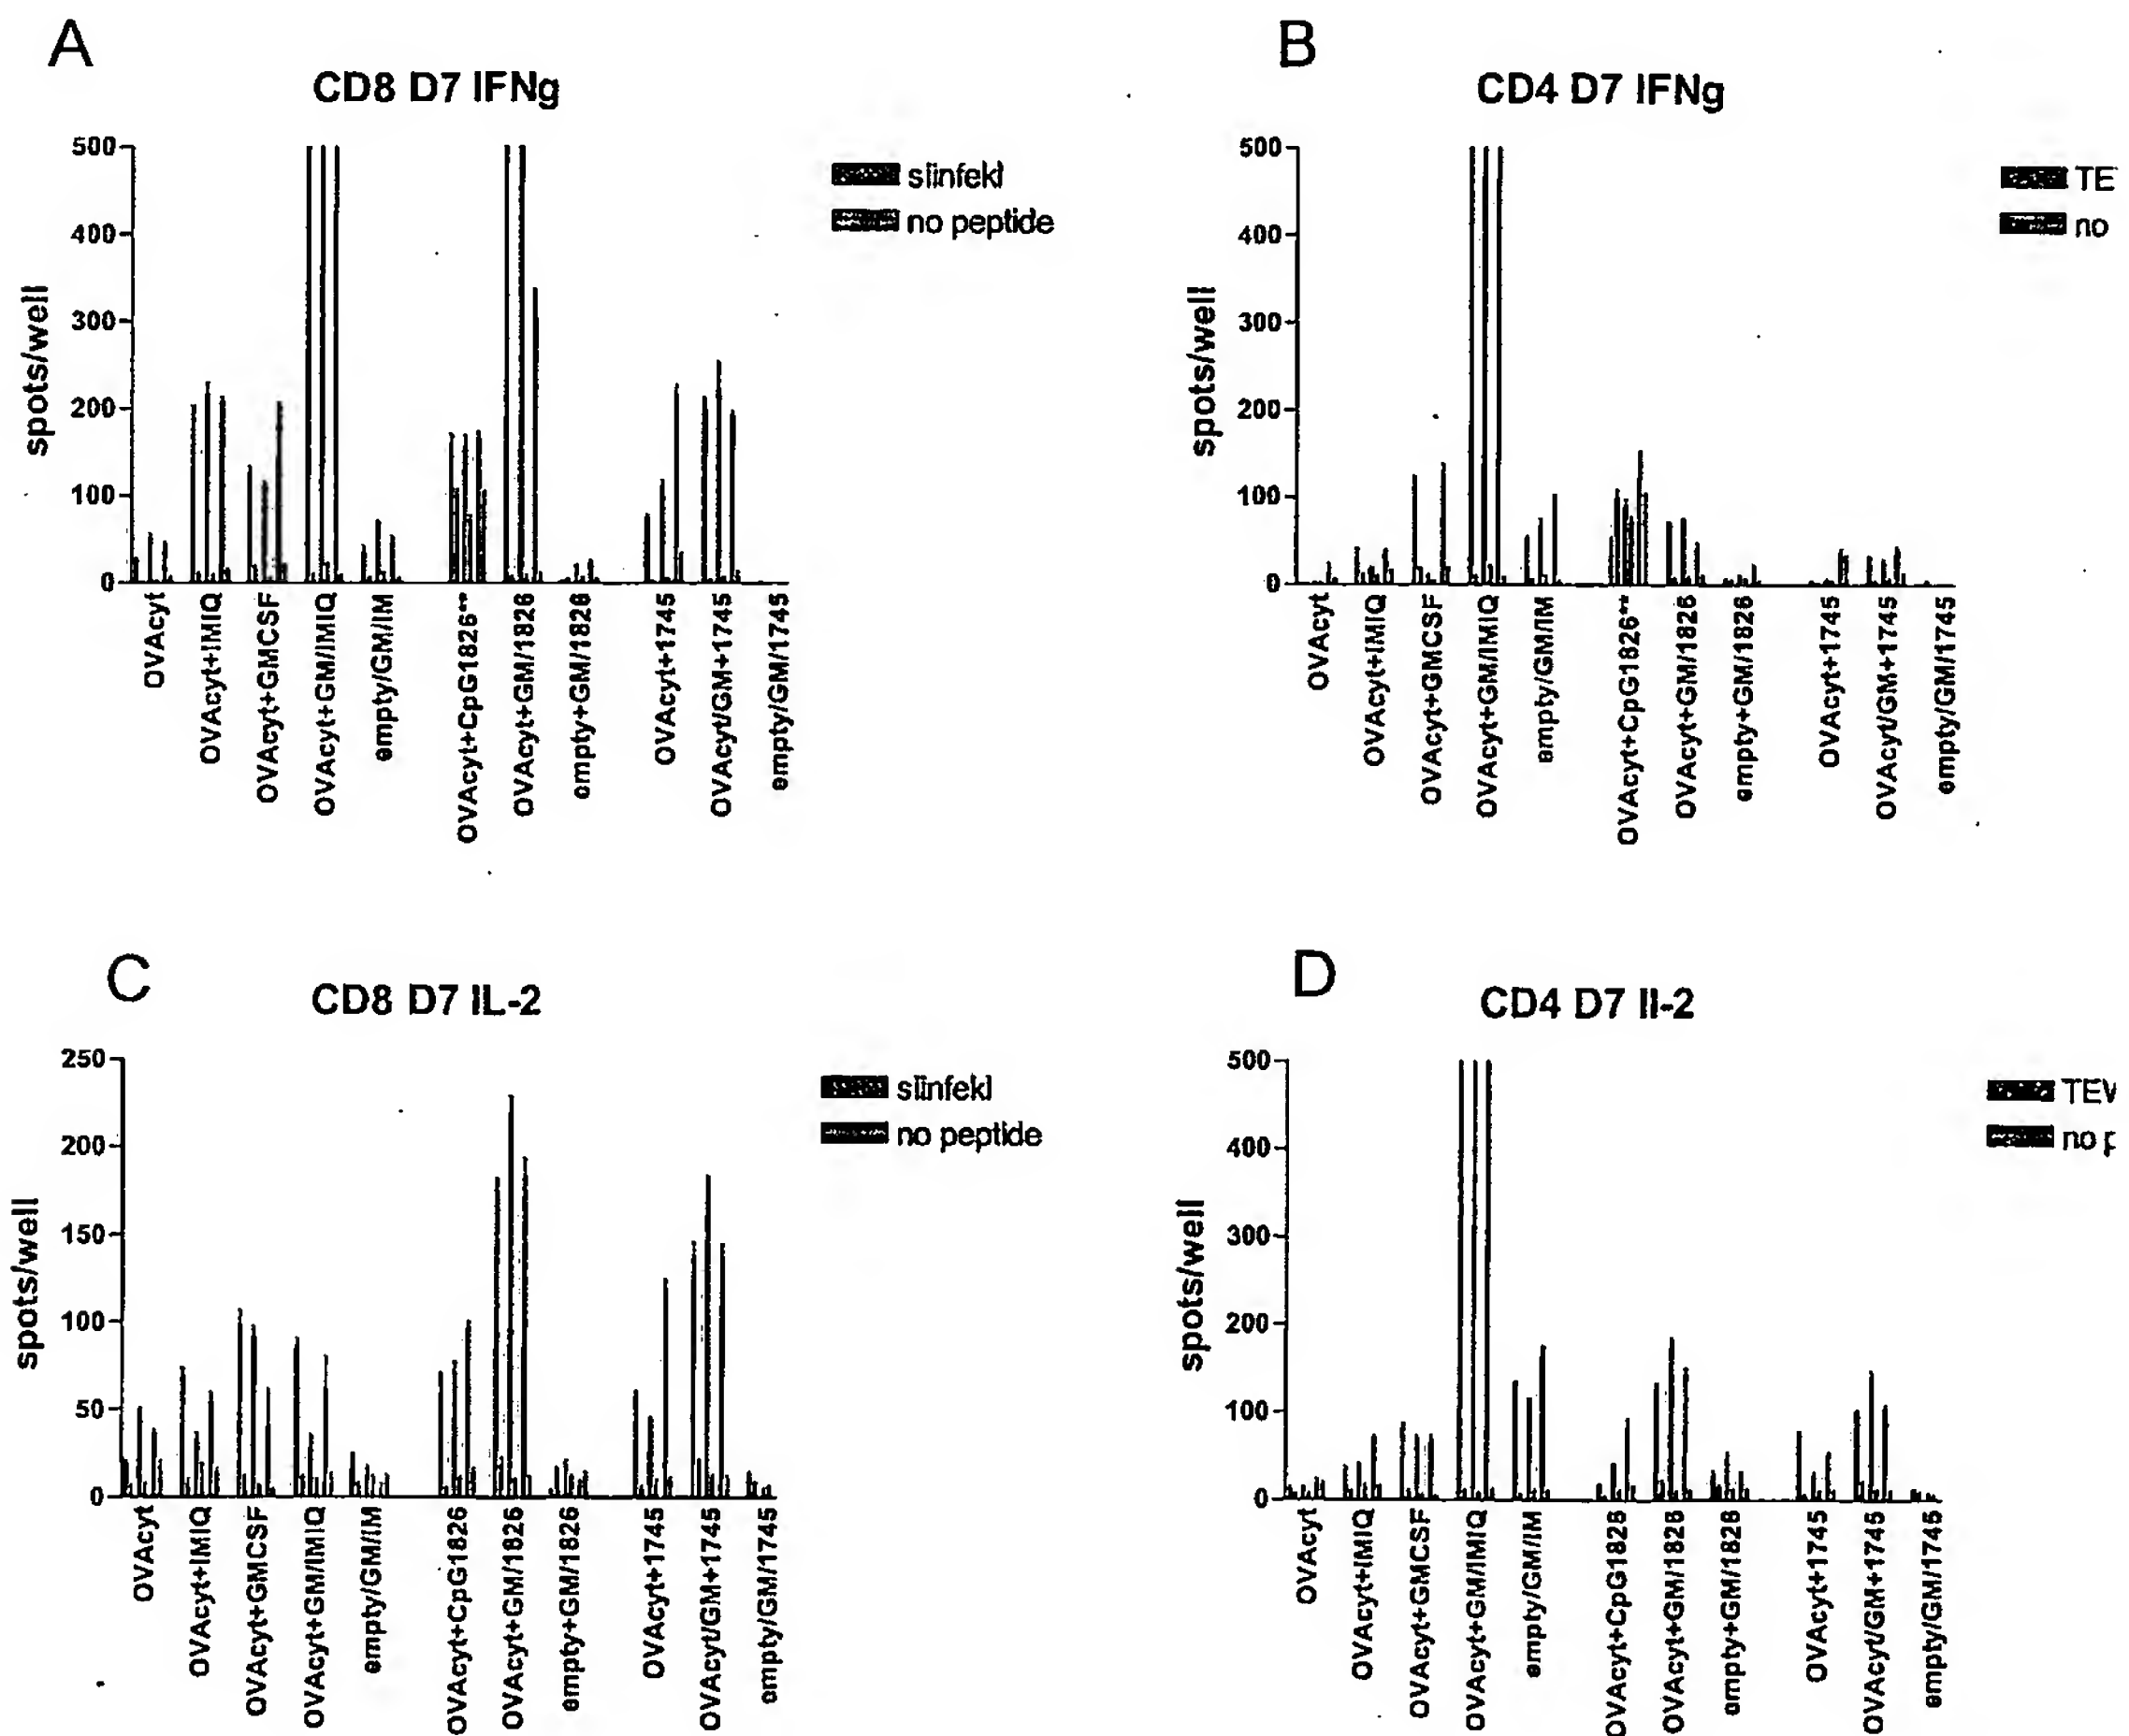 A
CD8 D7 IFNg
spots/well
500
400
300
200
100
0
slinfekl
no peptide
OVAcyt
OVAcyt+IMIQ
OVAcyt+GMCSF
OVAcyt+GM/IMIQ
empty/GM/IM
OVAcyt+CpG1826**
OVAcyt+GM/1826
empty+GM/1826
OVAcyt+1745
OVAcyt/GM+1745
empty/GM/1745
B
CD4 D7 IFNg
spots/well
500
400
300
200
100
0
TE
no
OVAcyt
OVAcyt+IMIQ
OVAcyt+GMCSF
OVAcyt+GM/IMIQ
empty/GM/IM
OVAcyt+CpG1826**
OVAcyt+GM/1826
empty+GM/1826
OVAcyt+1745
OVAcyt/GM+1745
empty/GM/1745
C
CD8 D7 IL-2
spots/well
250
200
150
100
50
0
slinfekl
no peptide
OVAcyt
OVAcyt+IMIQ
OVAcyt+GMCSF
OVAcyt+GM/IMIQ
empty/GM/IM
OVAcyt+CpG1826
OVAcyt+GM/1826
empty+GM/1826
OVAcyt+1745
OVAcyt/GM+1745
empty/GM/1745
D
CD4 D7 Il-2
spots/well
500
400
300
200
100
0
TEV
no p
OVAcyt
OVAcyt+IMIQ
OVAcyt+GMCSF
OVAcyt+GM/IMIQ
empty/GM/IM
OVAcyt+CpG1826
OVAcyt+GM/1826
empty+GM/1826
OVAcyt+1745
OVAcyt/GM+1745
empty/GM/1745